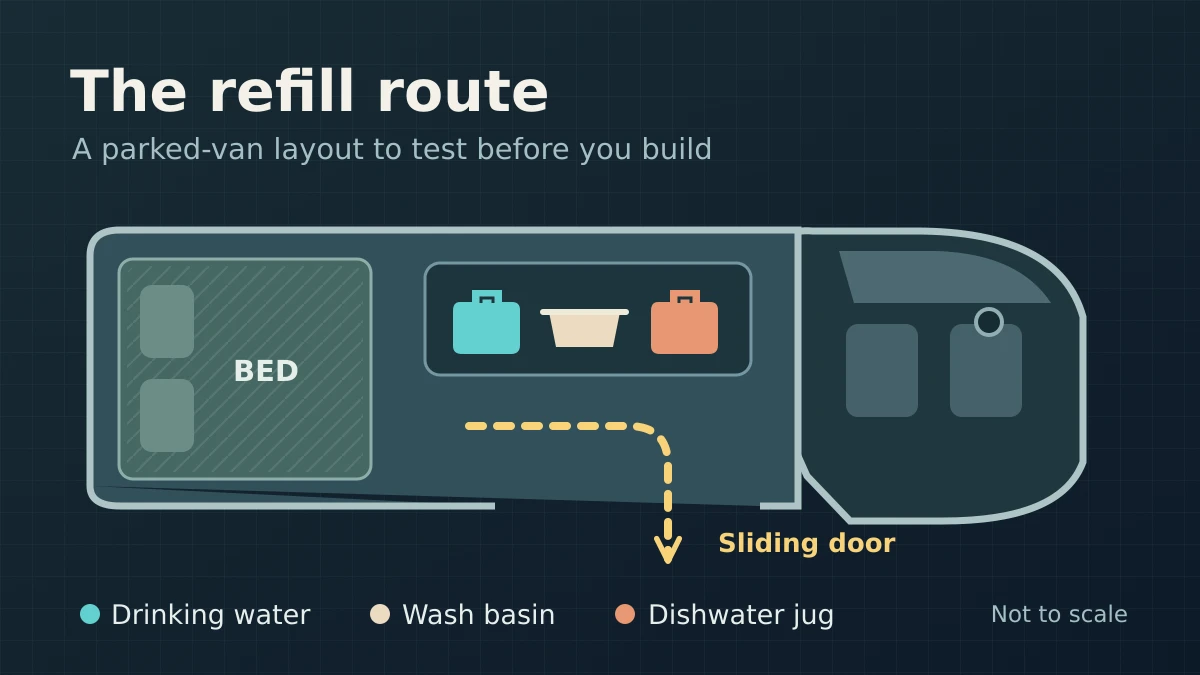 The refill route
A parked-van layout to test before you build
BED
Sliding door
Drinking water
Wash basin
Dishwater jug
Not to scale